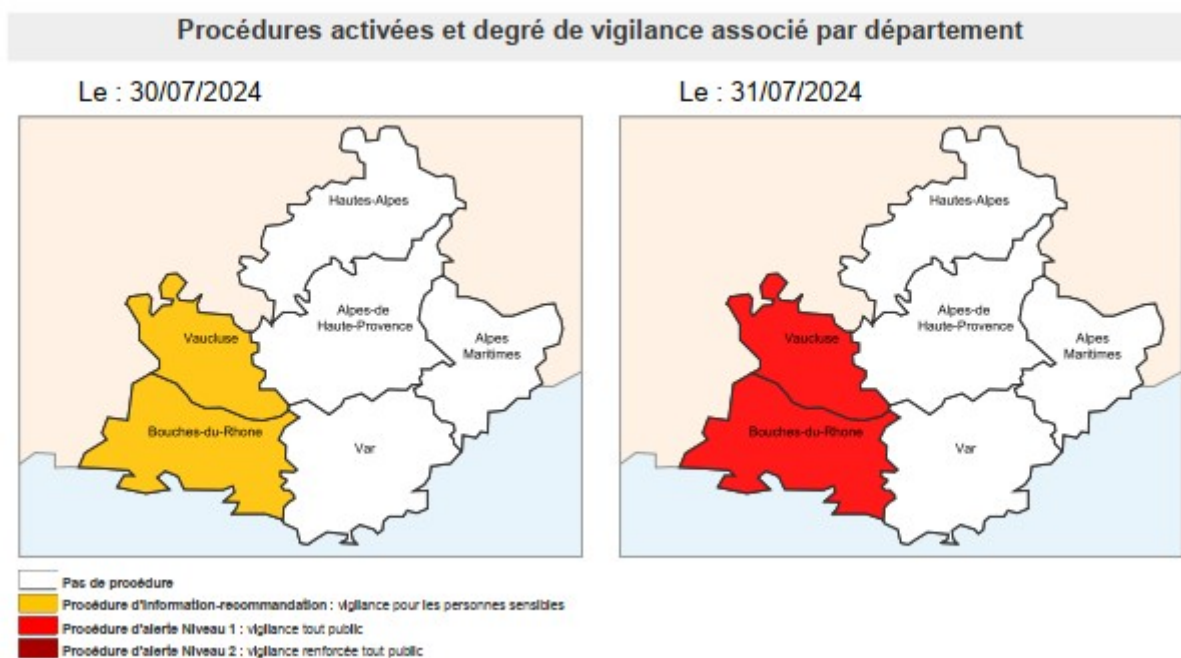 Procédures activées et degré de vigilance associé par département
Le : 30/07/2024
Le : 31/07/2024
Hautes-Alpes
Alpes-de
Haute-Provence
Alpes
Maritimes
Vaucluse
Bouches-du-Rhone
Var
Hautes-Alpes
Alpes-de
Haute-Provence
Alpes
Maritimes
Vaucluse
Bouches-du-Rhone
Var
Pas de procédure
Procédure d'information-recommandation : vigilance pour les personnes sensibles
Procédure d'alerte Niveau 1 : vigilance tout public
Procédure d'alerte Niveau 2 : vigilance renforcée tout public